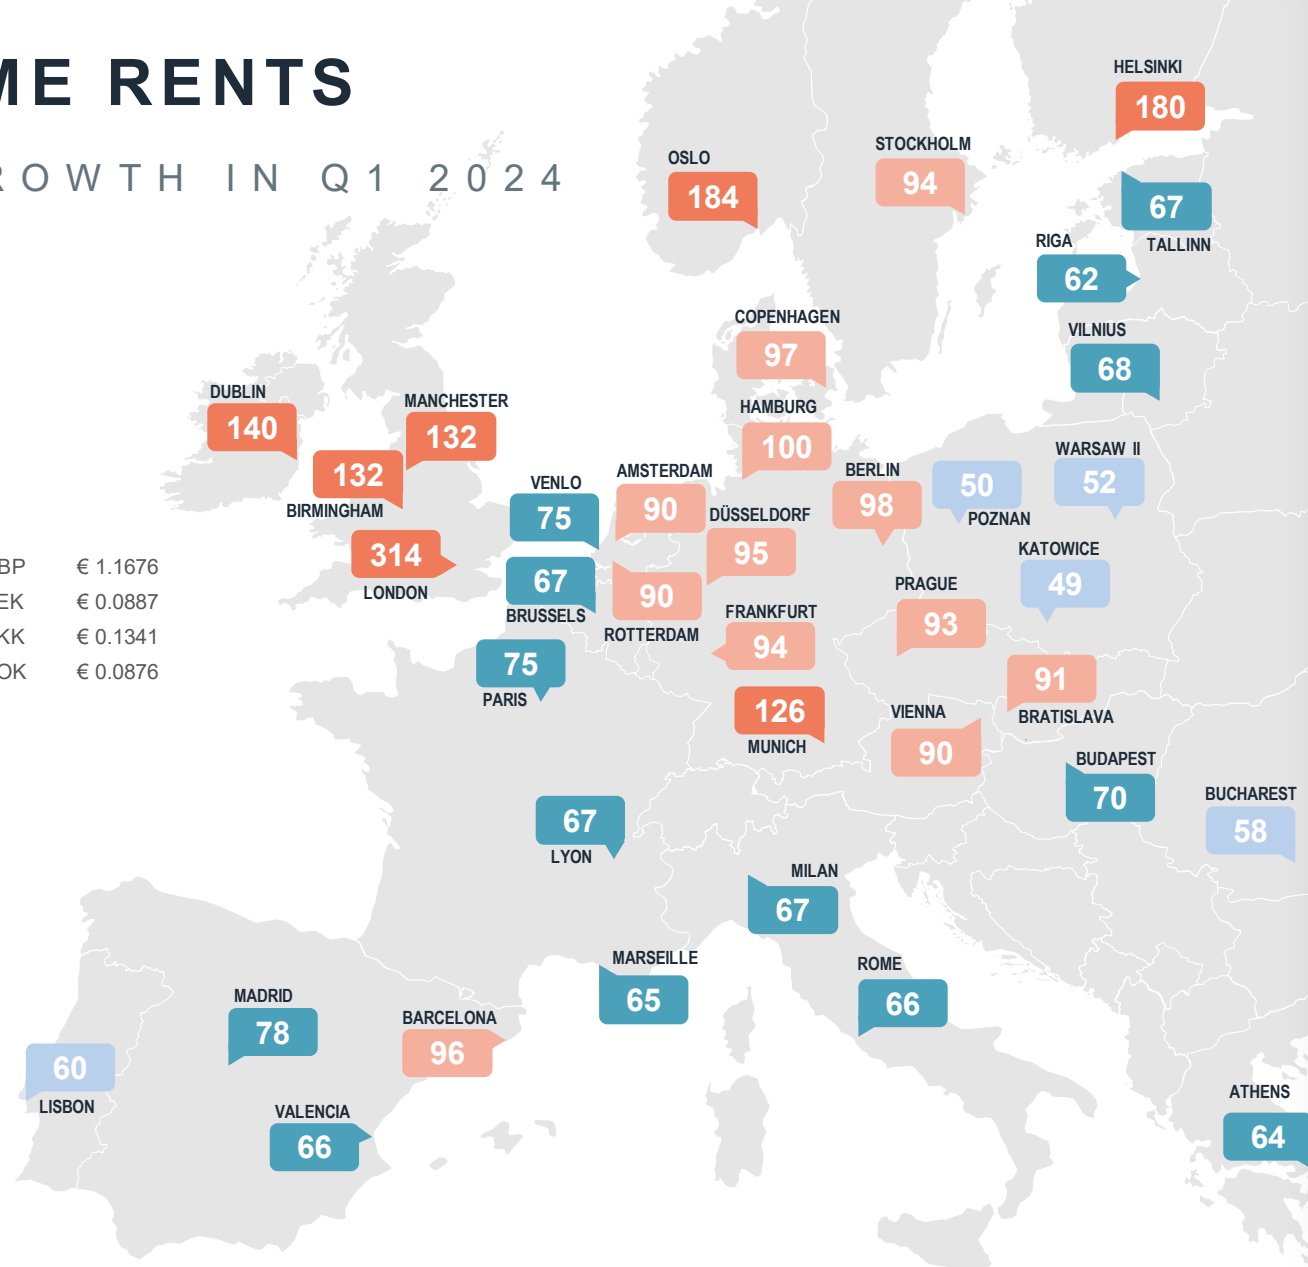 ME RENTS
ROWTH IN Q1 2024
HELSINKI
180
STOCKHOLM
94
OSLO
184
67
TALLINN
RIGA
62
COPENHAGEN
97
VILNIUS
68
DUBLIN
140
MANCHESTER
132
HAMBURG
100
132
BIRMINGHAM
VENLO
75
AMSTERDAM
90
BERLIN
98
50
POZNAN
WARSAW II
52
DÜSSELDORF
95
314
LONDON
67
BRUSSELS
90
ROTTERDAM
KATOWICE
49
BP € 1.1676
EK € 0.0887
KK € 0.1341
OK € 0.0876
PRAGUE
93
FRANKFURT
94
75
PARIS
91
BRATISLAVA
126
MUNICH
VIENNA
90
BUDAPEST
70
BUCHAREST
58
67
LYON
MILAN
67
MARSEILLE
65
ROME
66
MADRID
78
BARCELONA
96
60
LISBON
VALENCIA
66
ATHENS
64